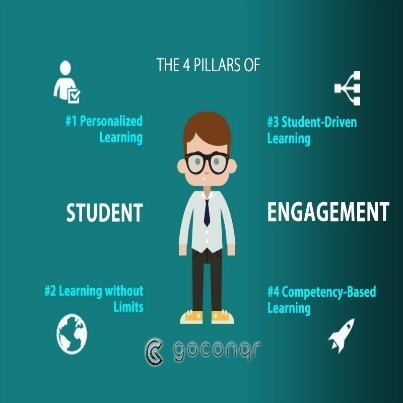 THE 4 PILLARS OF
#1 Personalized
Learning
#3 Student-Driven
Learning
STUDENT
ENGAGEMENT
#2 Learning without
Limits
#4 Competency-Based
Learning
goconqr